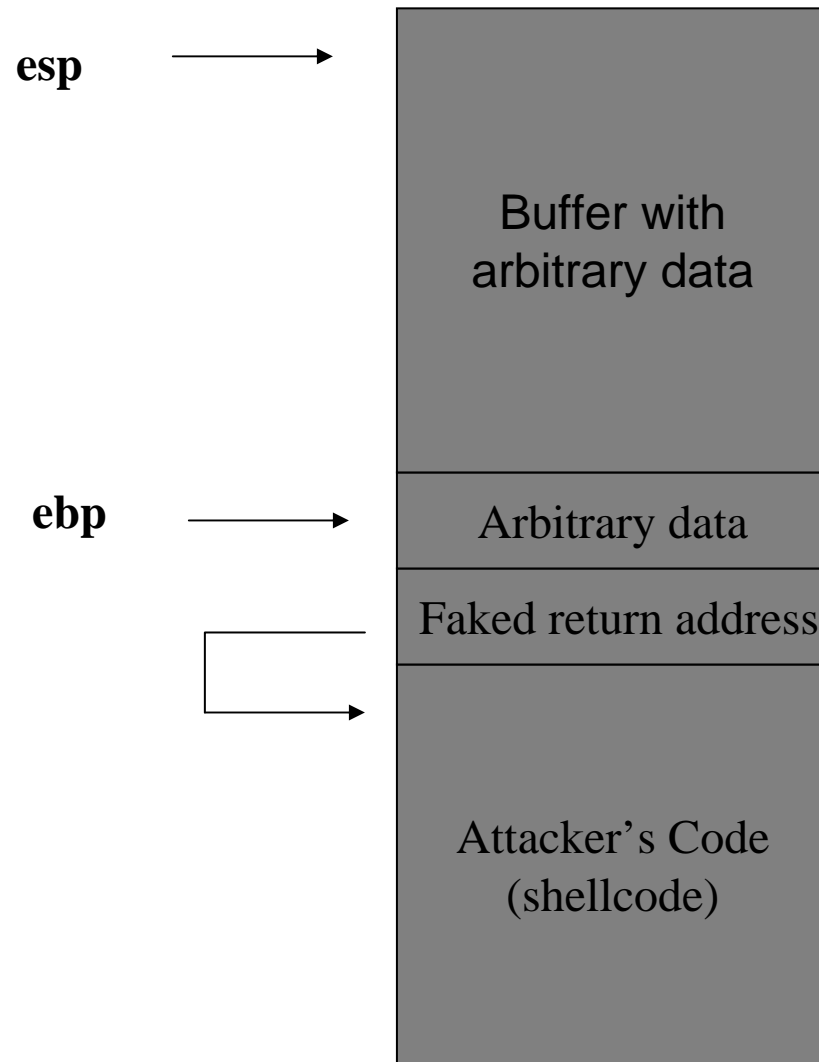 esp
Buffer with
arbitrary data
ebp
Arbitrary data
Faked return address
Attacker’s Code
(shellcode)